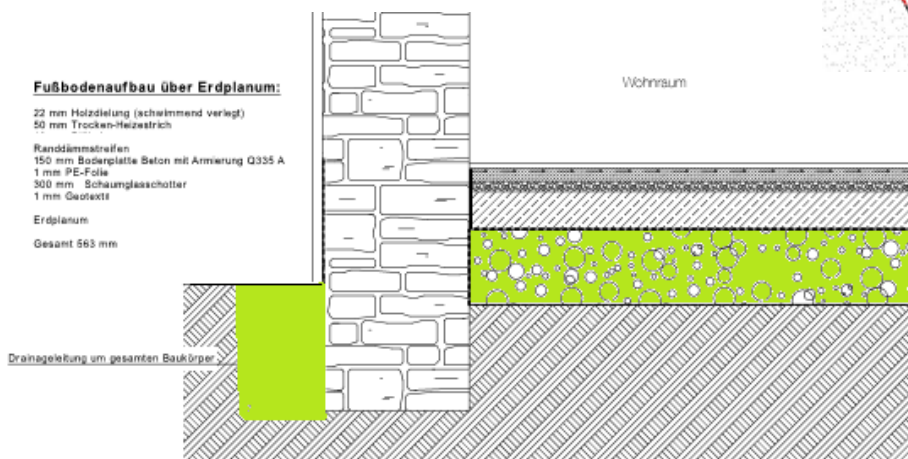 Fußbodenaufbau über Erdplanum:
22 mm Holzdielung (schwimmend verlegt)
50 mm Trocken-Heizestrich
Randdämmstreifen
150 mm Bodenplatte Beton mit Armierung Q335 A
1 mm PE-Folie
300 mm Schaumglasschotter
1 mm Geotextil
Erdplanum
Gesamt 563 mm
Wohnraum
Drainageleitung um gesamten Baukörper